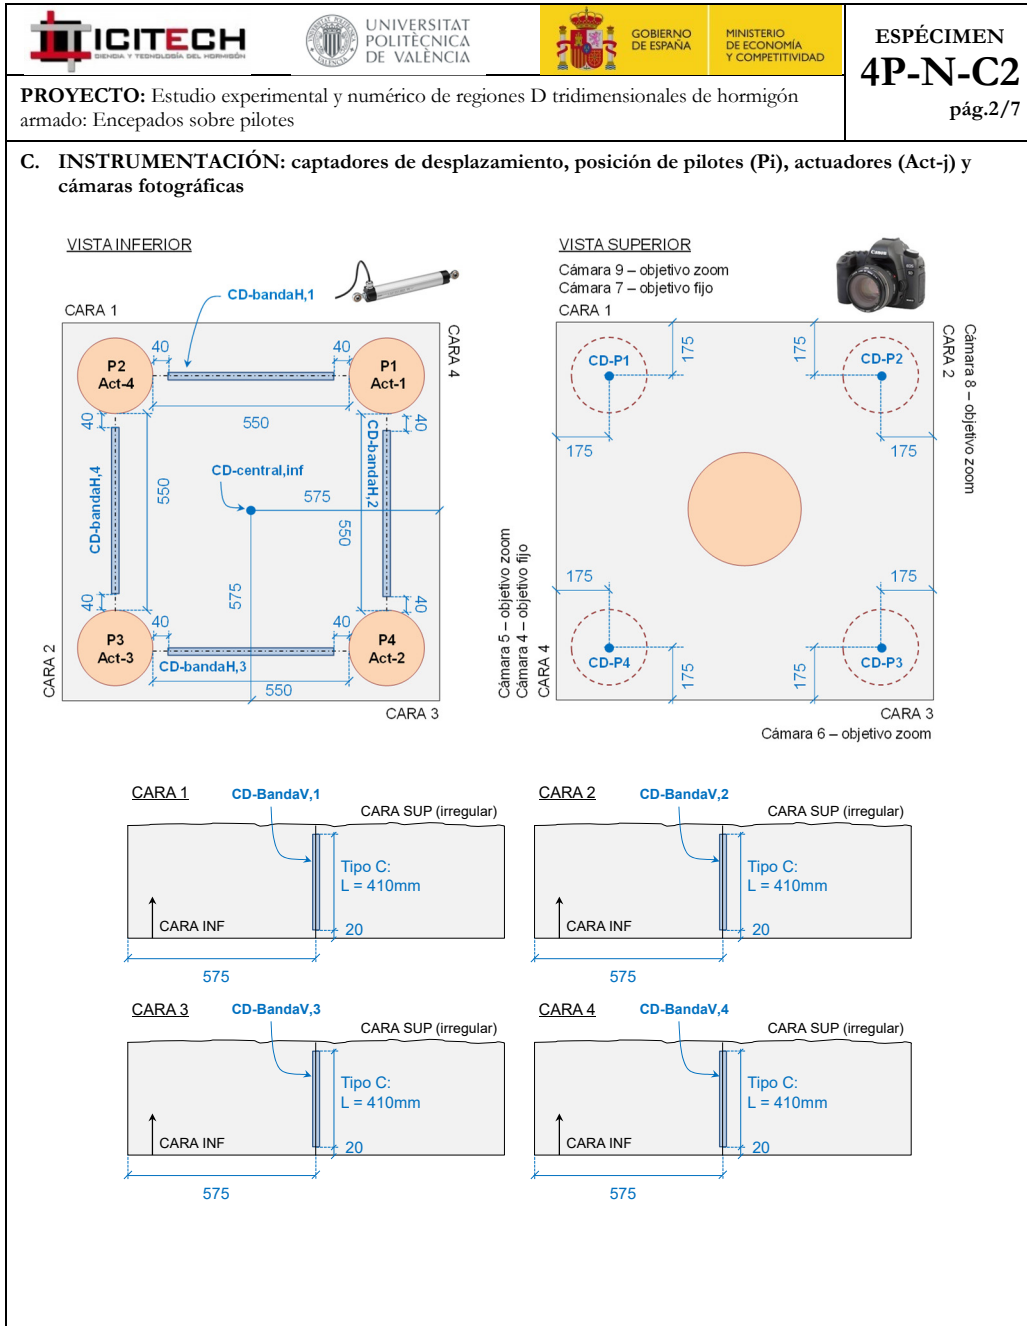 ICITECH
CIENCIA Y TECNOLOGÍA DEL HORMIGÓN
UNIVERSITAT
POLITÈCNICA
DE VALÈNCIA
GOBIERNO
DE ESPAÑA
MINISTERIO
DE ECONOMÍA
Y COMPETITIVIDAD
ESPÉCIMEN
4P-N-C2
pág.2/7
PROYECTO: Estudio experimental y numérico de regiones D tridimensionales de hormigón
armado: Encepados sobre pilotes
C. INSTRUMENTACIÓN: captadores de desplazamiento, posición de pilotes (Pi), actuadores (Act-j) y
cámaras fotográficas
VISTA INFERIOR
CD-bandaH,1
CARA 1
CARA 4
P2
Act-4
40
40
P1
Act-1
550
40
40
CD-bandaH,4
550
CD-central,inf
575
CD-bandaH,2
550
575
40
40
P3
Act-3
40
40
P4
Act-2
CD-bandaH,3
550
CARA 2
CARA 3
VISTA SUPERIOR
Cámara 9 – objetivo zoom
Cámara 7 – objetivo fijo
CARA 1
Canon
CARA 2
Cámara 8 – objetivo zoom
CD-P1
175
175
CD-P2
175
175
Cámara 5 – objetivo zoom
Cámara 4 – objetivo fijo
CARA 4
175
175
CD-P4
175
175
CD-P3
CARA 3
Cámara 6 – objetivo zoom
CARA 1
CD-BandaV,1
CARA SUP (irregular)
Tipo C:
L = 410mm
CARA INF
20
575
CARA 2
CD-BandaV,2
CARA SUP (irregular)
Tipo C:
L = 410mm
CARA INF
20
575
CARA 3
CD-BandaV,3
CARA SUP (irregular)
Tipo C:
L = 410mm
CARA INF
20
575
CARA 4
CD-BandaV,4
CARA SUP (irregular)
Tipo C:
L = 410mm
CARA INF
20
575